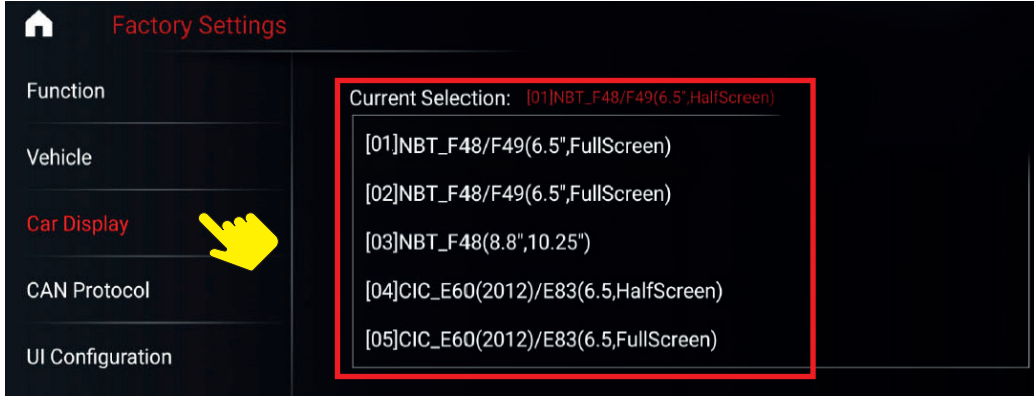 Factory Settings
Function
Vehicle
Car Display
CAN Protocol
UI Configuration
Current Selection: [01]NBT_F48/F49(6.5",HalfScreen)
[01]NBT_F48/F49(6.5",FullScreen)
[02]NBT_F48/F49(6.5",FullScreen)
[03]NBT_F48(8.8",10.25")
[04]CIC_E60(2012)/E83(6.5,HalfScreen)
[05]CIC_E60(2012)/E83(6.5,FullScreen)